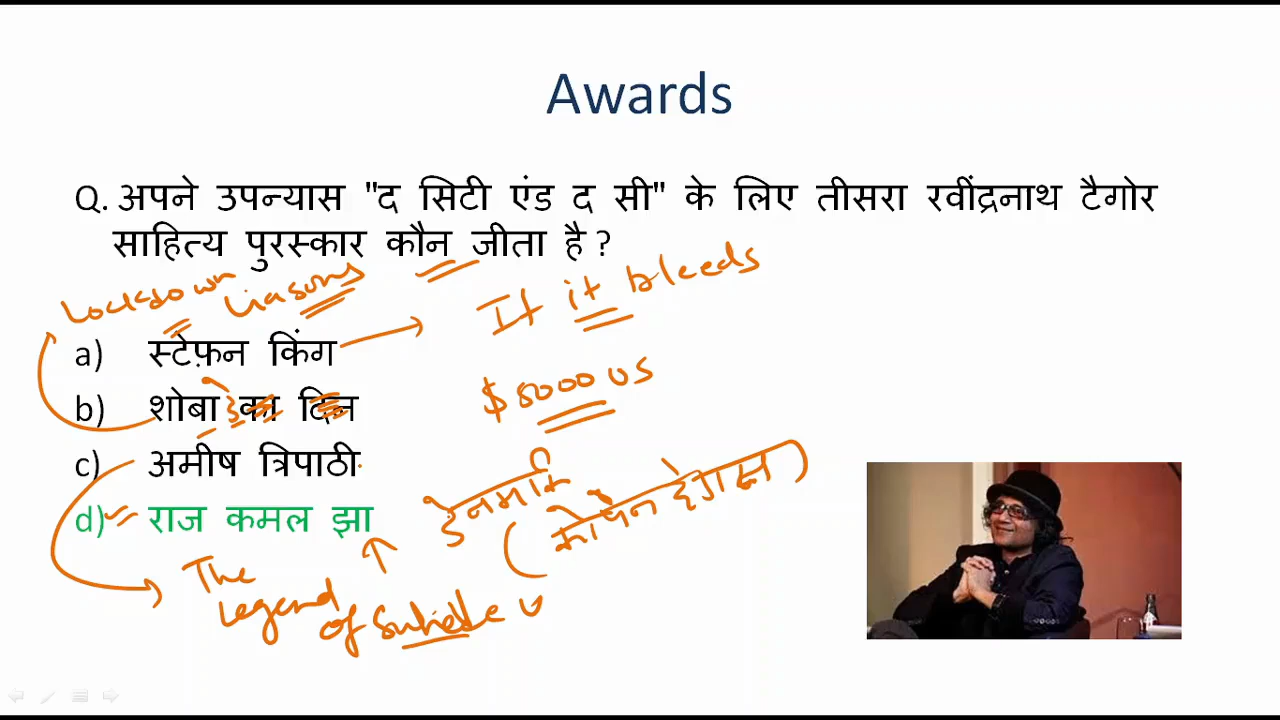 Awards
Q. अपने उपन्यास "द सिटी एंड द सी" के लिए तीसरा रवींद्रनाथ टैगोर
साहित्य पुरस्कार कौन जीता है ?
Lockdown Liasons
If it bleeds
a) स्टेफ़न किंग
$ 5000 US
b) शोबा डे का दिन
c) अमीष त्रिपाठी
डेनमार्क
(कोपेन हेगन)
d) राज कमल झा
The
Legend
of